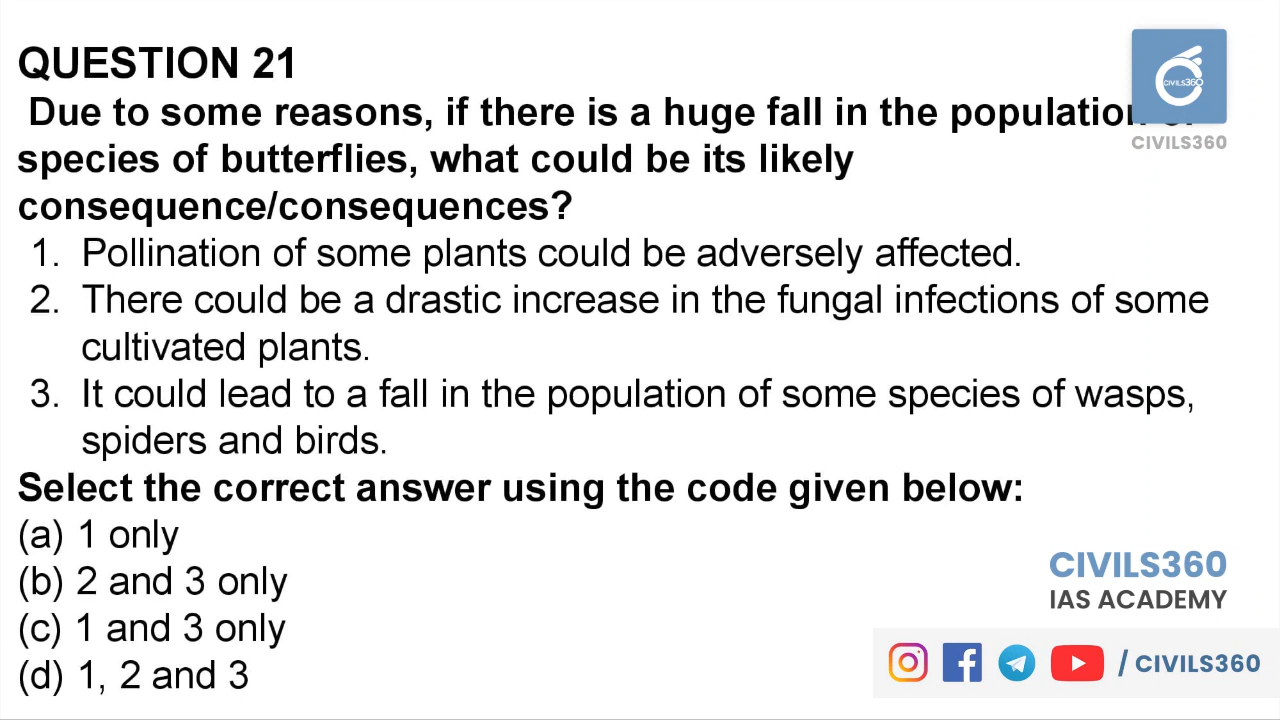 QUESTION 21
Due to some reasons, if there is a huge fall in the population
species of butterflies, what could be its likely
consequence/consequences?
1. Pollination of some plants could be adversely affected.
2. There could be a drastic increase in the fungal infections of some
cultivated plants.
3. It could lead to a fall in the population of some species of wasps,
spiders and birds.
Select the correct answer using the code given below:
(a) 1 only
(b) 2 and 3 only
(c) 1 and 3 only
(d) 1, 2 and 3
CIVILS360
CIVILS360
CIVILS360
IAS ACADEMY
/ CIVILS360